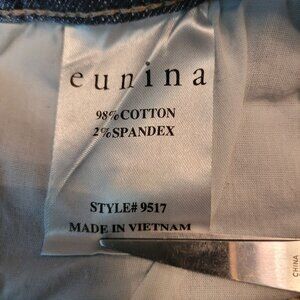 eunina
98% COTTON
2% SPANDEX
STYLE# 9517
MADE IN VIETNAM
CHINA